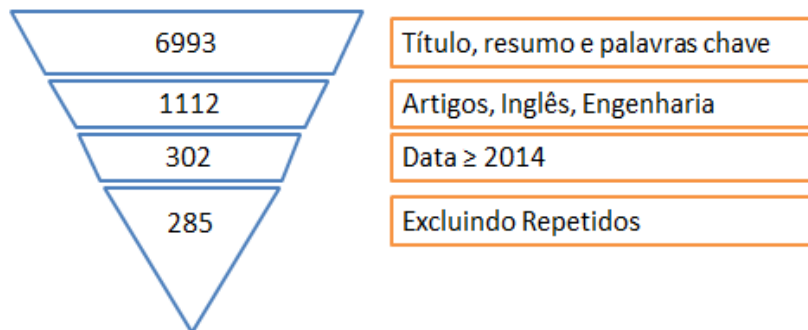 6993
Título, resumo e palavras chave
1112
Artigos, Inglês, Engenharia
302
Data ≥ 2014
285
Excluindo Repetidos